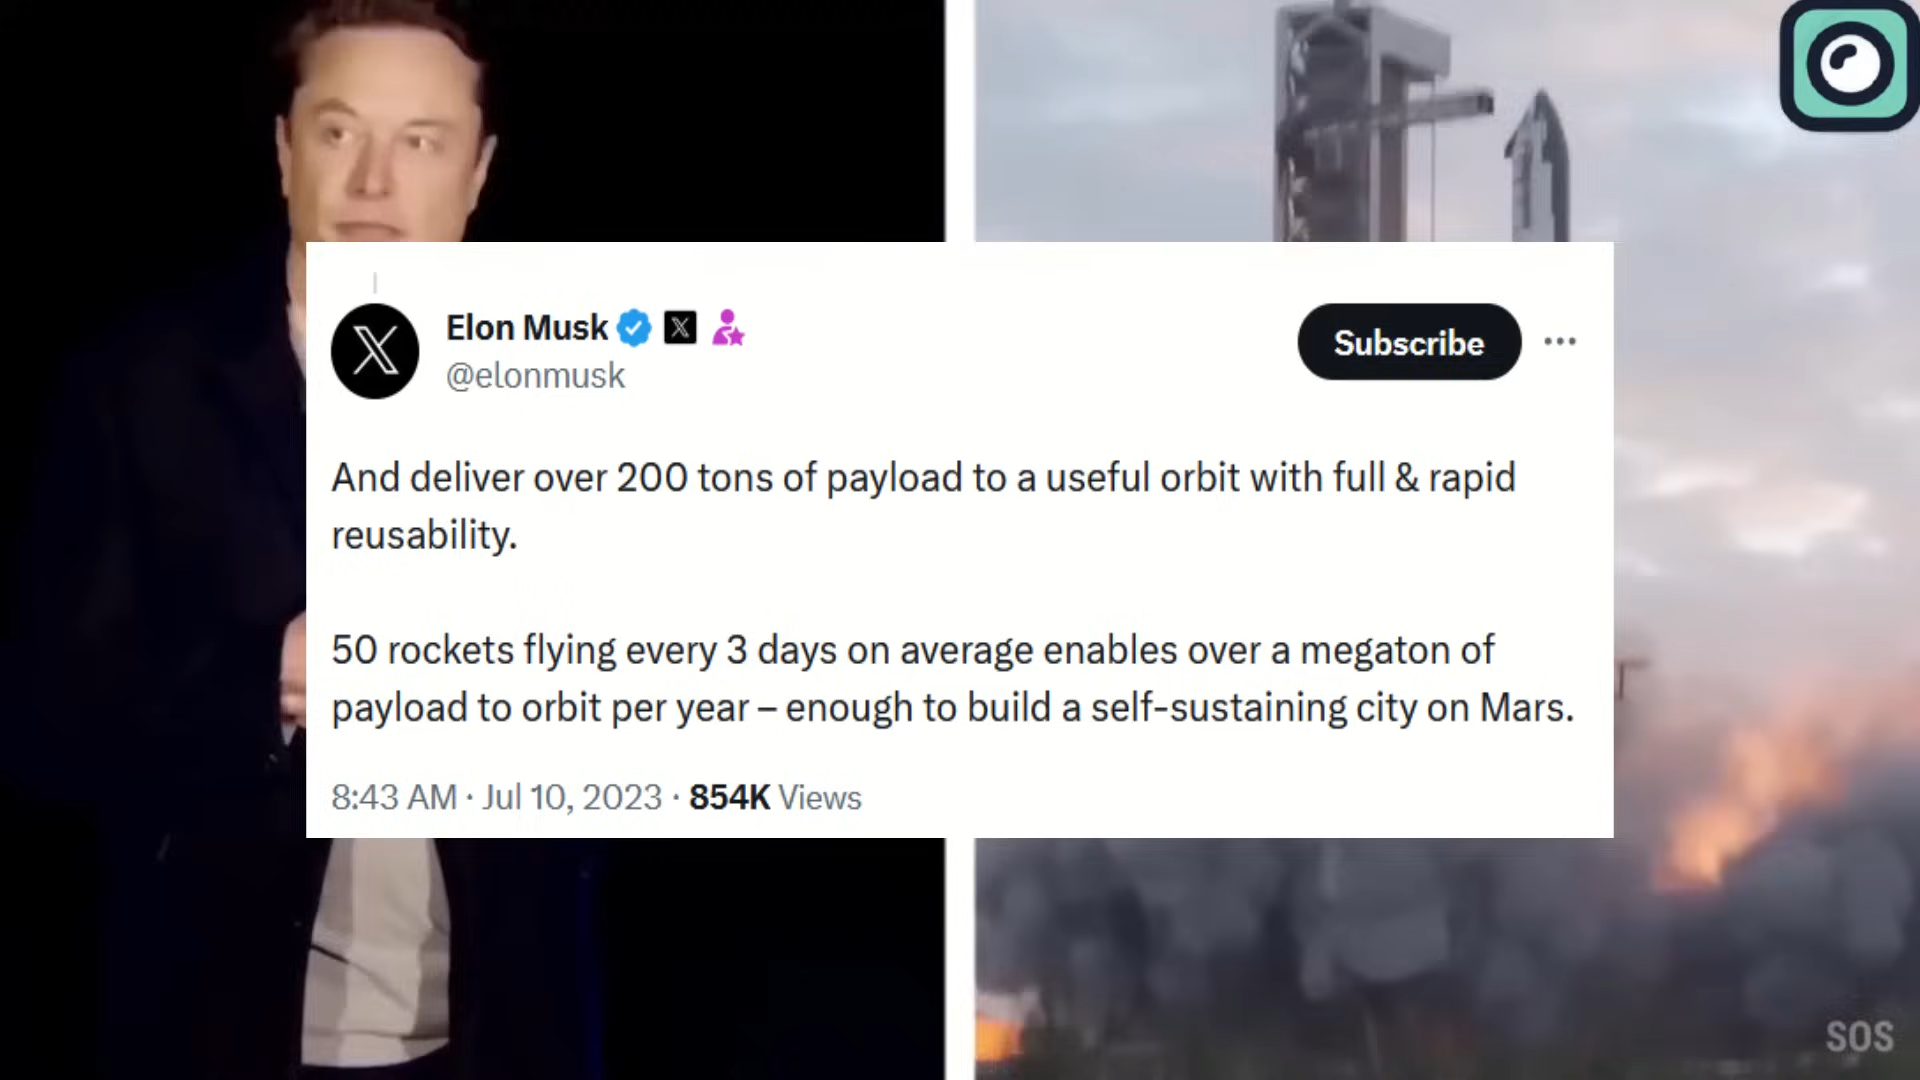 Elon Musk
@elonmusk
Subscribe
And deliver over 200 tons of payload to a useful orbit with full & rapid
reusability.
50 rockets flying every 3 days on average enables over a megaton of
payload to orbit per year – enough to build a self-sustaining city on Mars.
8:43 AM · Jul 10, 2023 · 854K Views
SOS